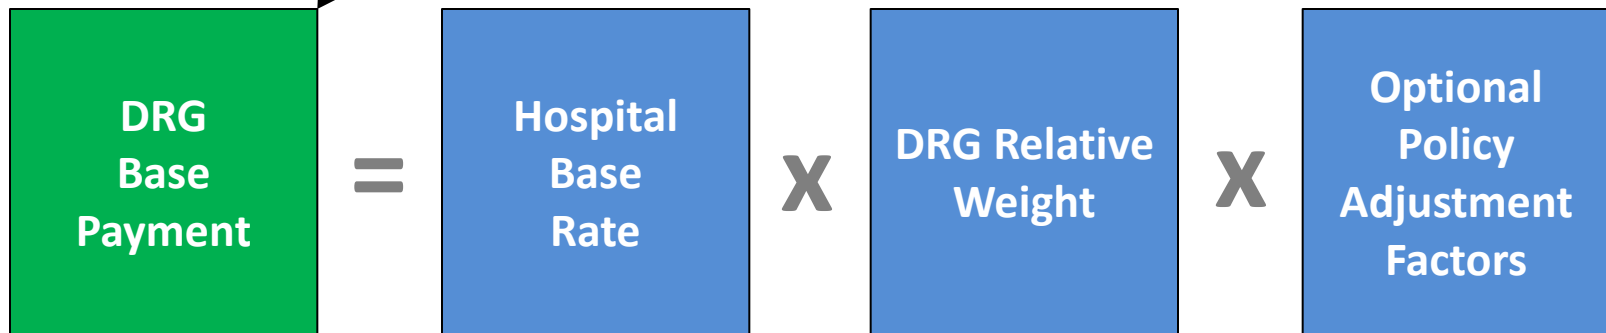 DRG
Base
Payment
=
Hospital
Base
Rate
x
DRG Relative
Weight
x
Optional
Policy
Adjustment
Factors